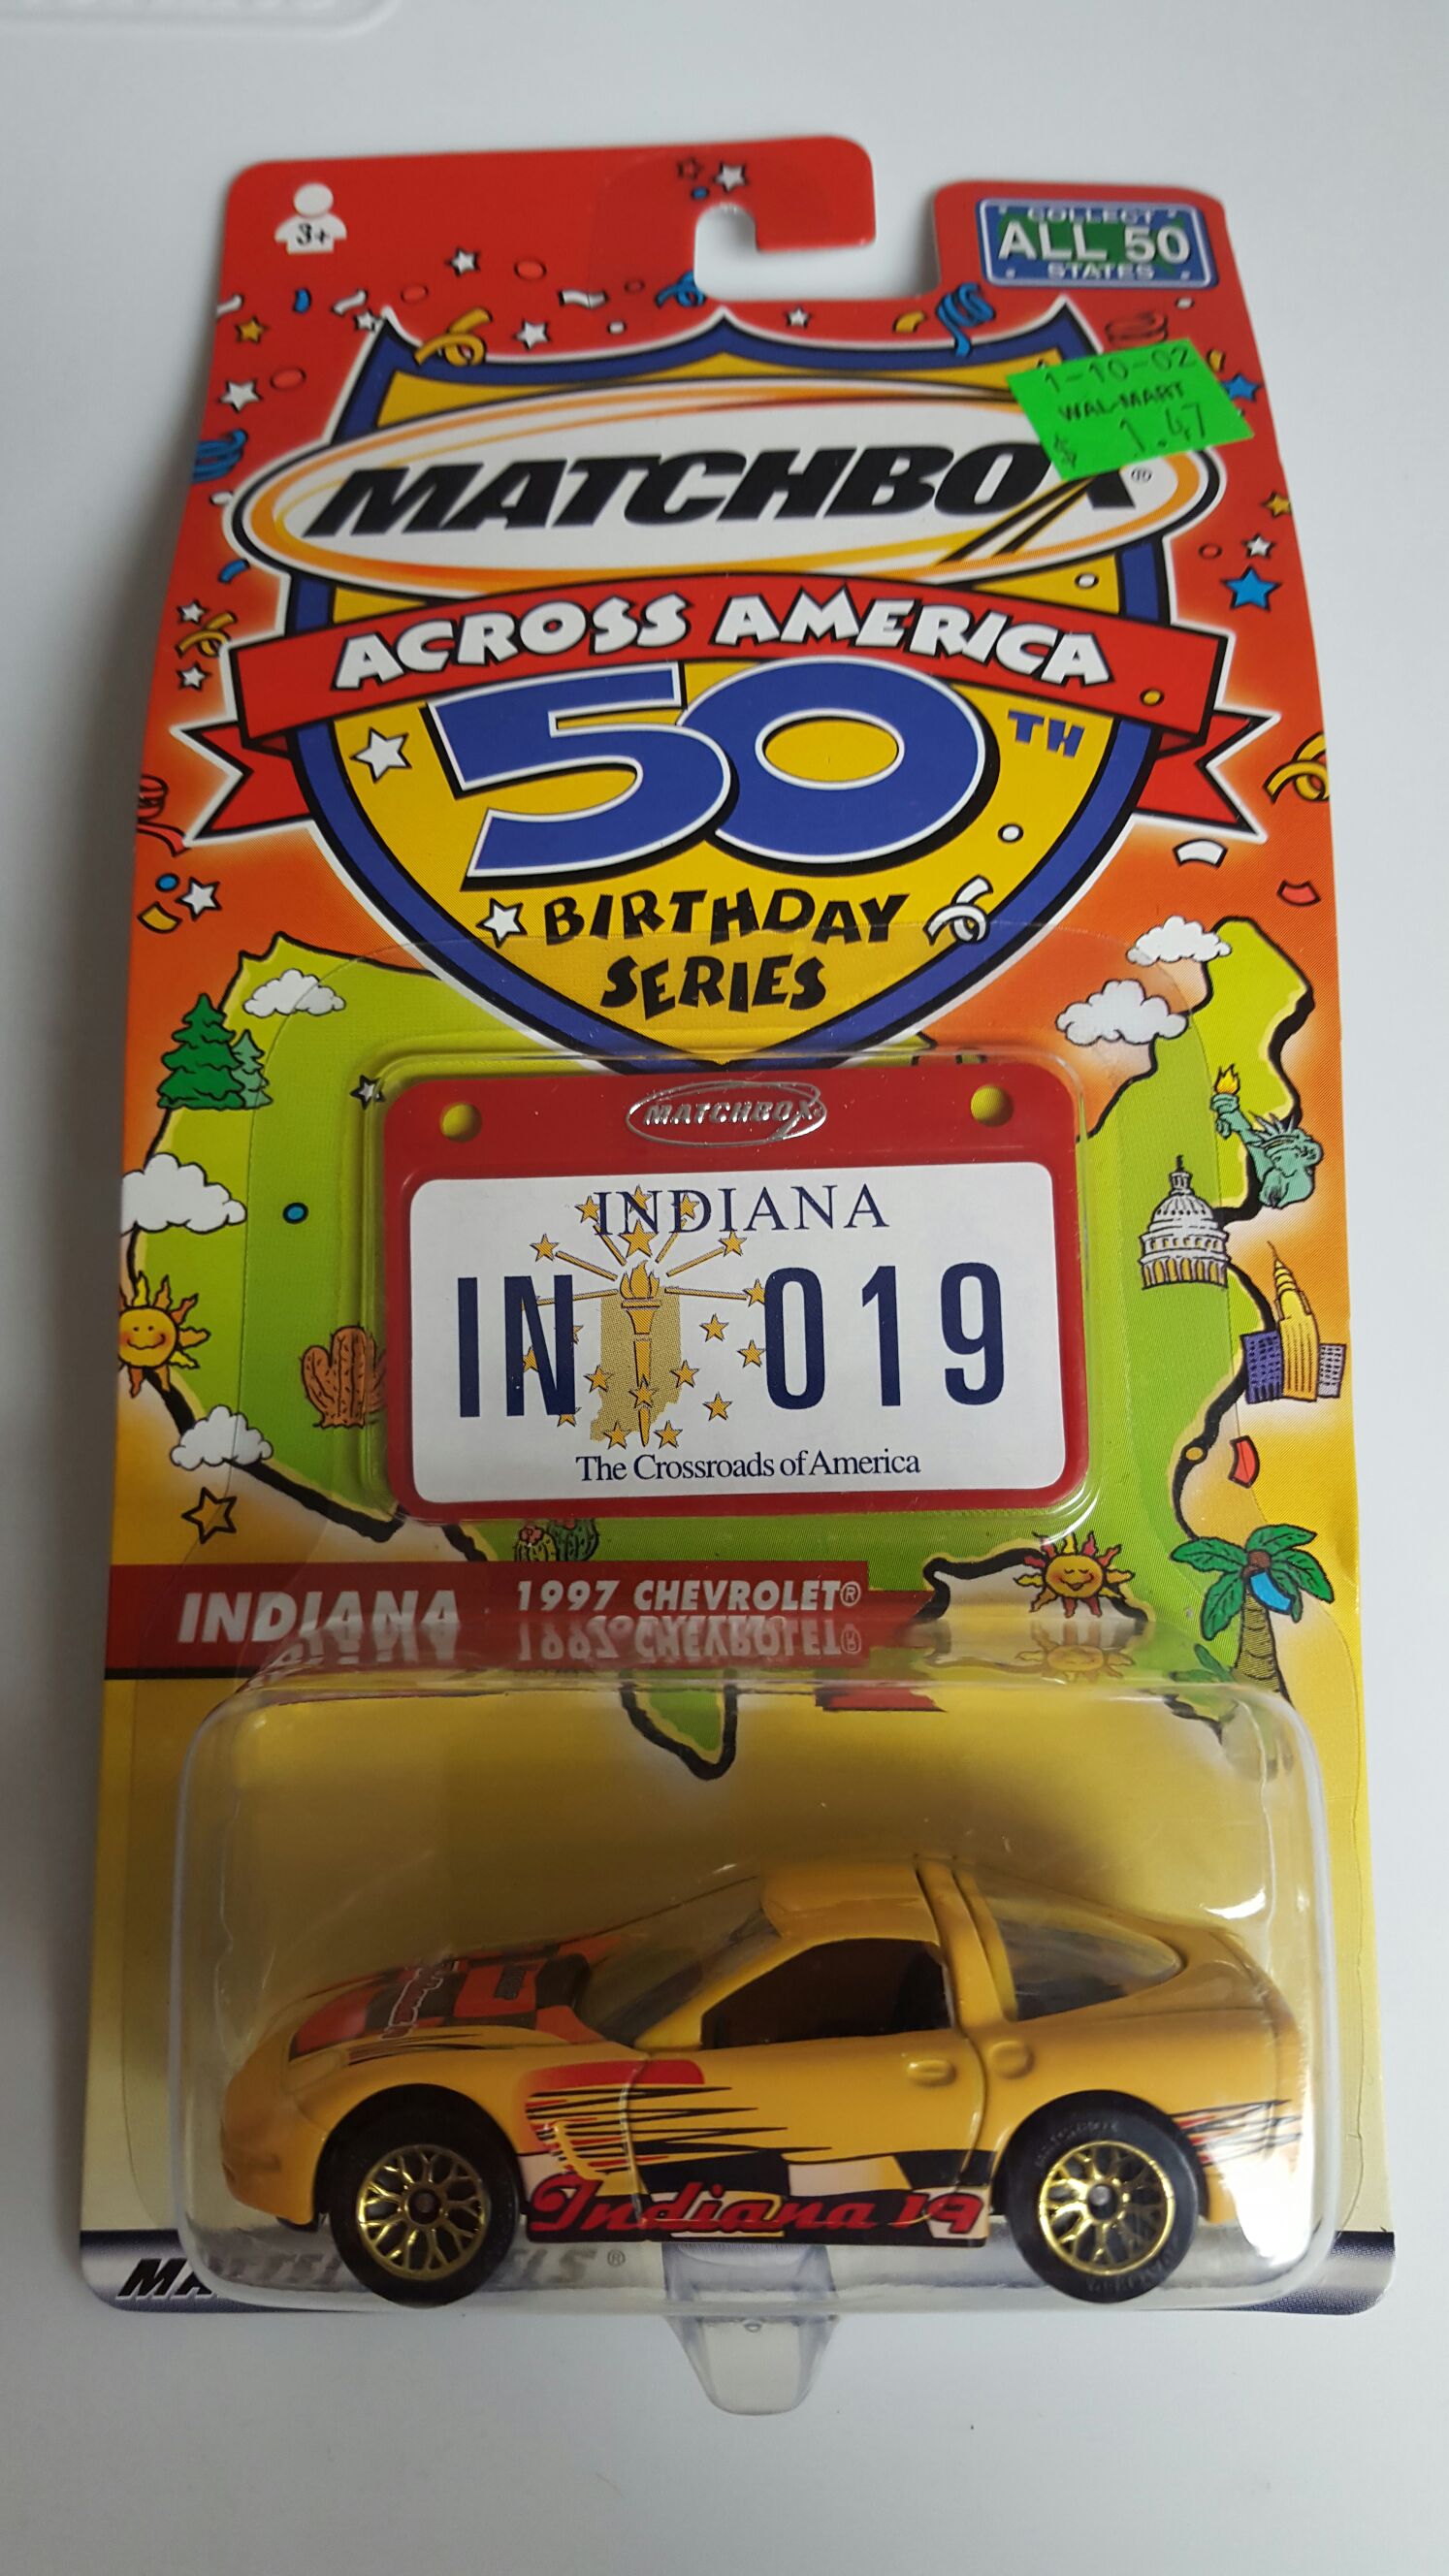 3+
COLLECT
ALL 50
STATES
1-10-02
WAL-MART
$ 1.47
MATCHBOX®
ACROSS AMERICA
50TH
BIRTHDAY
SERIES
MATCHBOX
INDIANA
IN 019
The Crossroads of America
INDIANA
1997 CHEVROLET®
CORVETTE®
Indiana 19